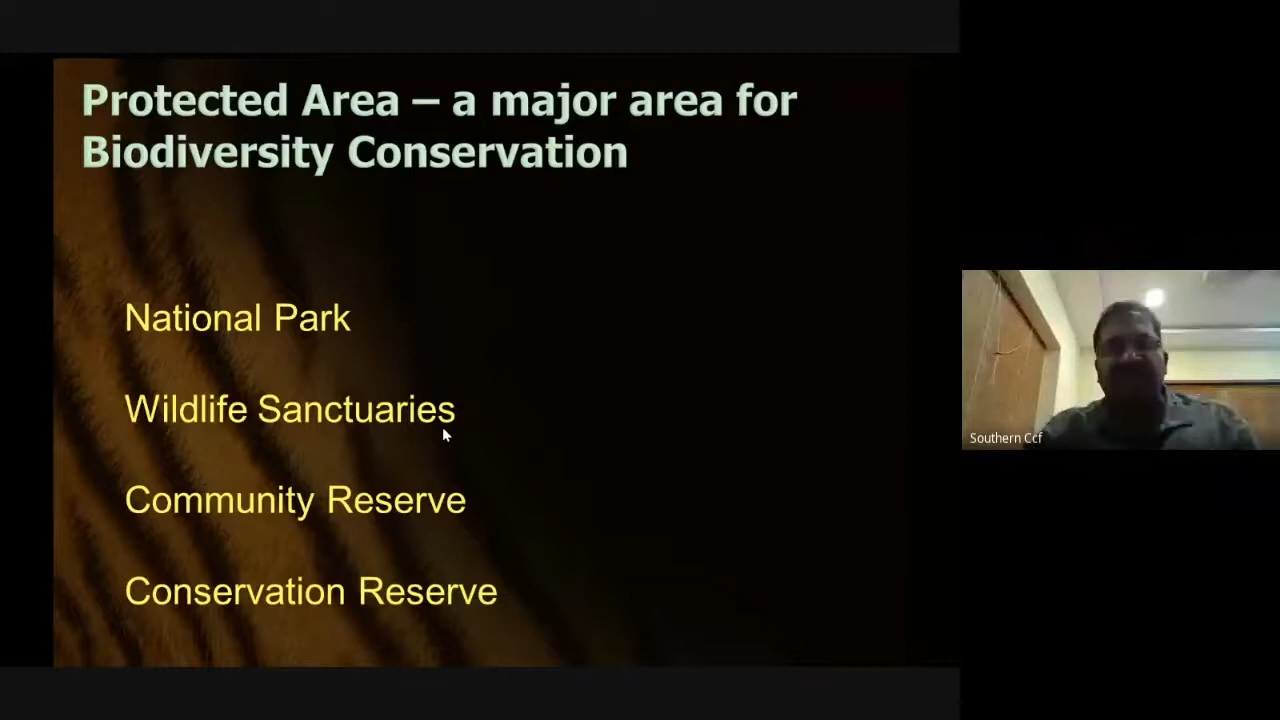 Protected Area – a major area for
Biodiversity Conservation
National Park
Wildlife Sanctuaries
Community Reserve
Conservation Reserve
Southern Ccf